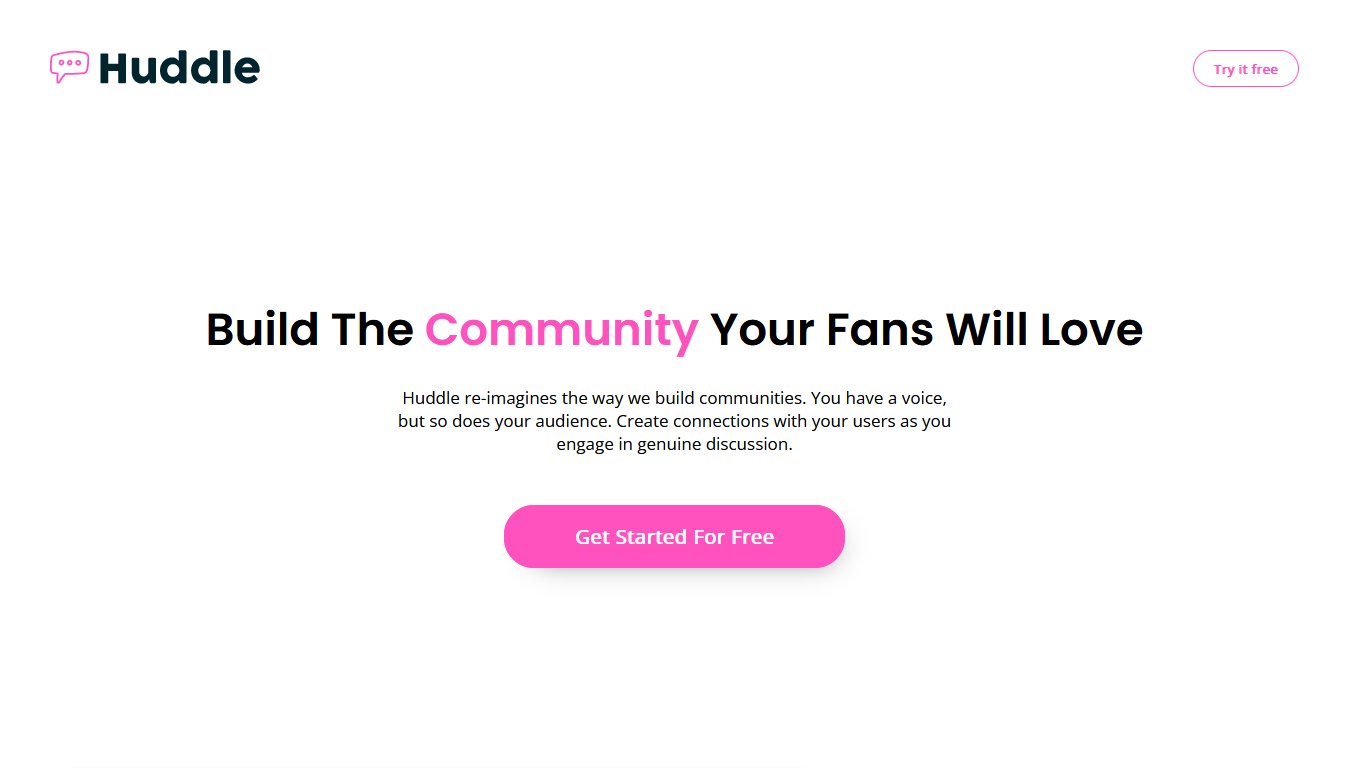 Huddle
Try it free
Build The Community Your Fans Will Love
Huddle re-imagines the way we build communities. You have a voice,
but so does your audience. Create connections with your users as you
engage in genuine discussion.
Get Started For Free